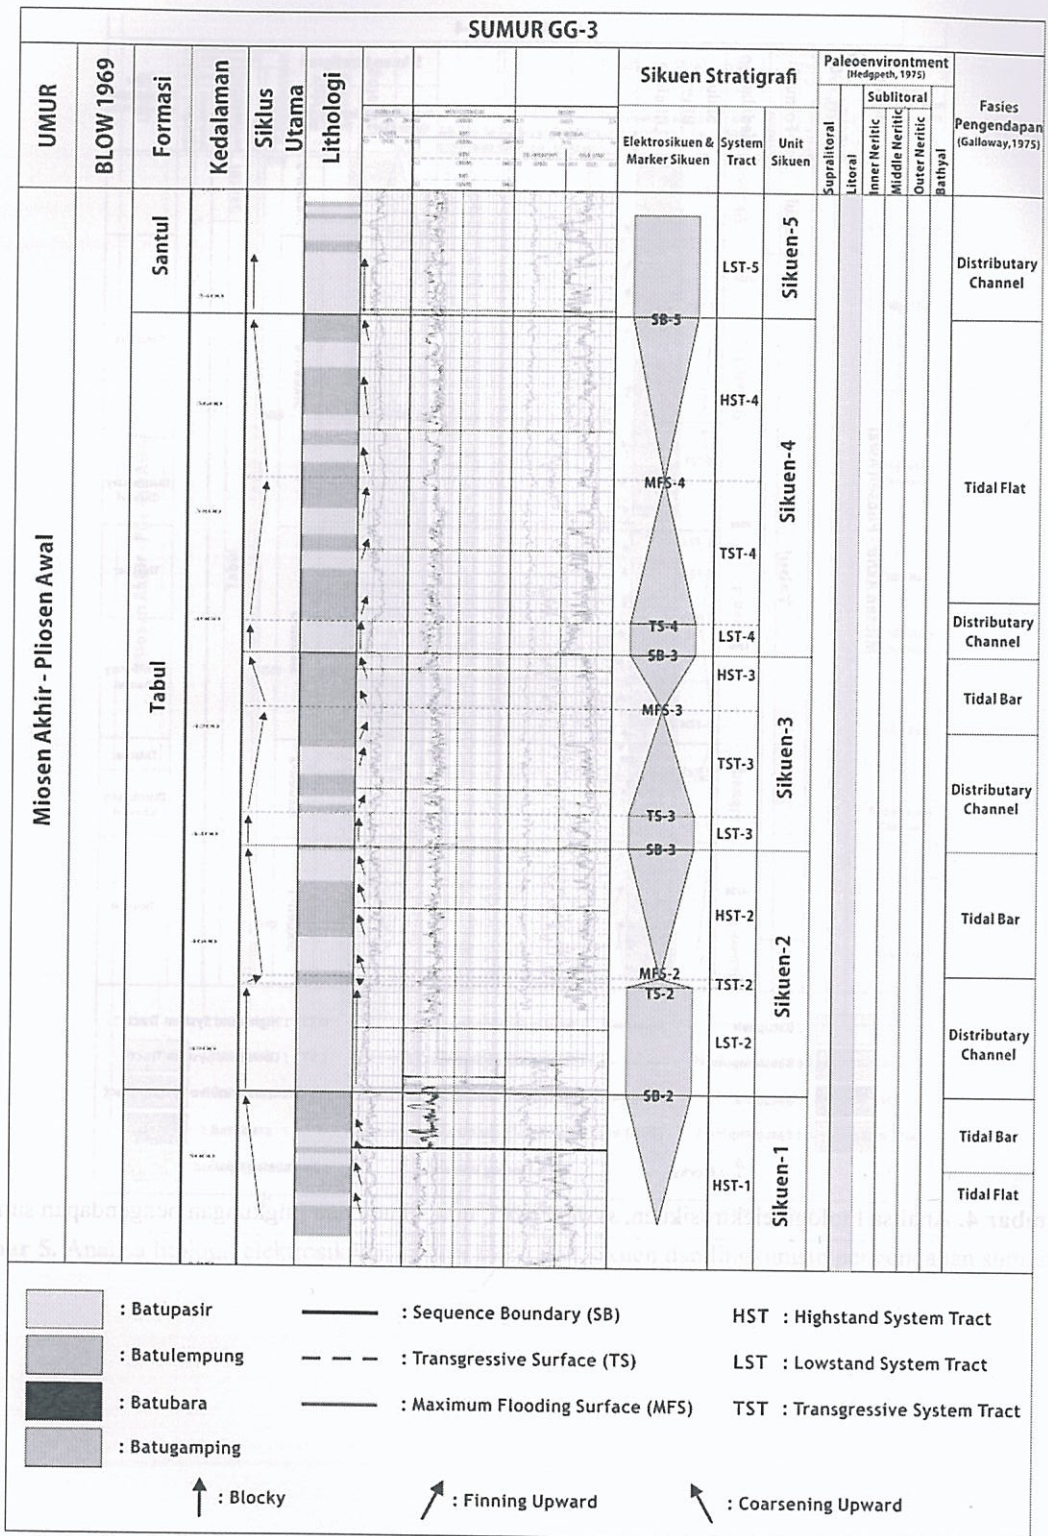 SUMUR GG-3
UMUR
BLOW 1969
Formasi
Kedalaman
Siklus
Utama
Lithologi
Sikuen Stratigrafi
Elektrosikuen &
Marker Sikuen
System
Tract
Unit
Sikuen
Paleoenvirontment
(Hedgpeth, 1975)
Sublitoral
Supralitoral
Litoral
Inner Neritic
Middle Neritic
Outer Neritic
Bathyal
Fasies
Pengendapan
(Galloway,1975)
Miosen Akhir - Pliosen Awal
Santul
Tabul
SB-5
MFS-4
TS-4
SB-3
MFS-3
TS-3
SB-3
MFS-2
TS-2
SB-2
LST-5
HST-4
TST-4
LST-4
HST-3
TST-3
LST-3
HST-2
TST-2
LST-2
HST-1
Sikuen-5
Sikuen-4
Sikuen-3
Sikuen-2
Sikuen-1
Distributary
Channel
Tidal Flat
Distributary
Channel
Tidal Bar
Distributary
Channel
Tidal Bar
Distributary
Channel
Tidal Bar
Tidal Flat
: Batupasir
: Batulempung
: Batubara
: Batugamping
: Sequence Boundary (SB)
: Transgressive Surface (TS)
: Maximum Flooding Surface (MFS)
HST : Highstand System Tract
LST : Lowstand System Tract
TST : Transgressive System Tract
: Blocky
: Finning Upward
: Coarsening Upward